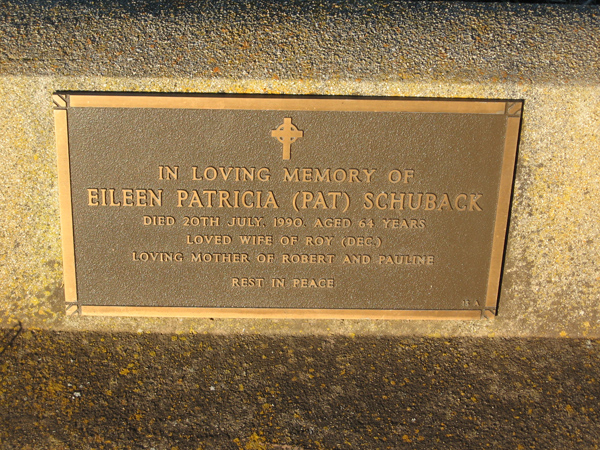 IN LOVING MEMORY OF
EILEEN PATRICIA (PAT) SCHUBACK
DIED 20TH JULY, 1990. AGED 64 YEARS
LOVED WIFE OF ROY (DEC.)
LOVING MOTHER OF ROBERT AND PAULINE
REST IN PEACE